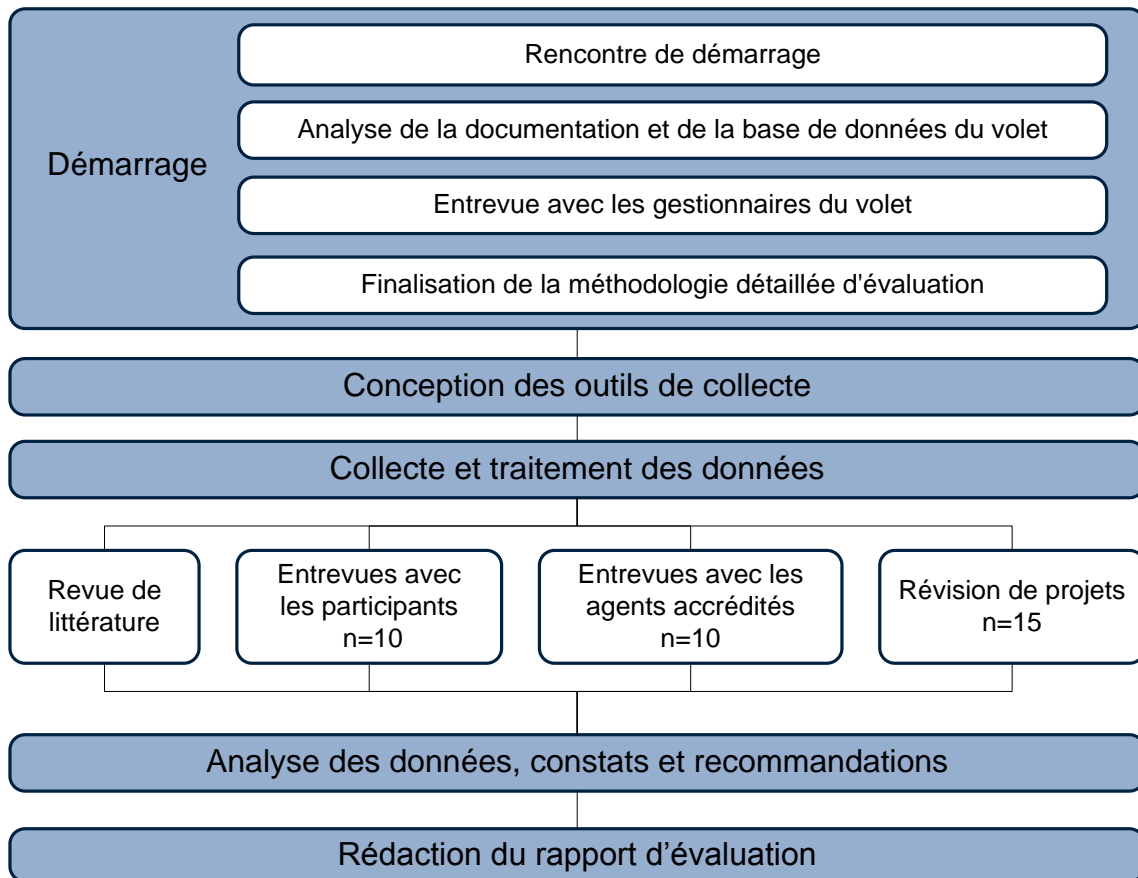 Démarrage
Rencontre de démarrage
Analyse de la documentation et de la base de données du volet
Entrevue avec les gestionnaires du volet
Finalisation de la méthodologie détaillée d'évaluation
Conception des outils de collecte
Collecte et traitement des données
Revue de
littérature
Entrevues avec
les participants
n=10
Entrevues avec les
agents accrédités
n=10
Révision de projets
n=15
Analyse des données, constats et recommandations
Rédaction du rapport d’évaluation